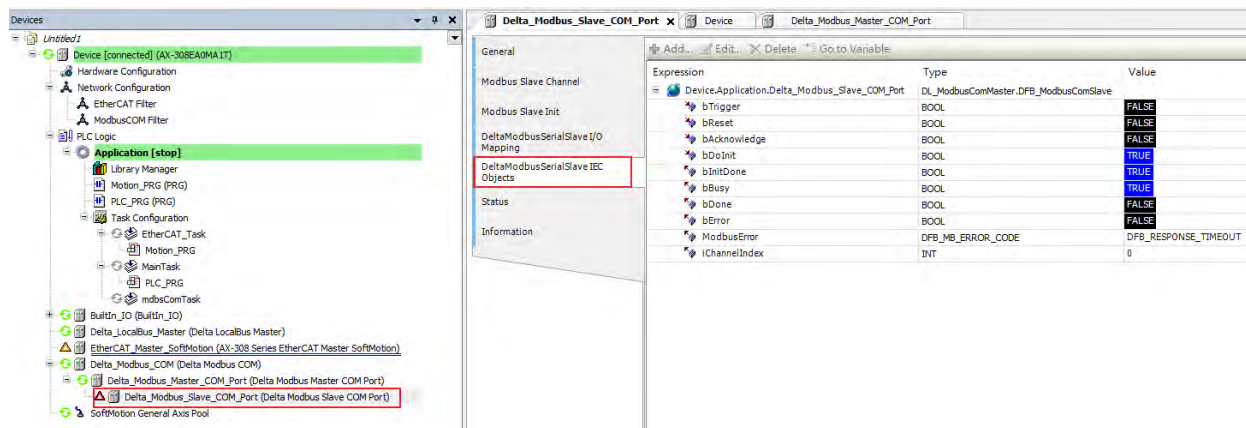 Devices
Untitled1
Device [connected] (AX-308EA0MA1T)
Hardware Configuration
Network Configuration
EtherCAT Filter
ModbusCOM Filter
PLC Logic
Application [stop]
Library Manager
Motion_PRG (PRG)
PLC_PRG (PRG)
Task Configuration
EtherCAT_Task
Motion_PRG
MainTask
PLC_PRG
mdbsComTask
BuiltIn_IO (BuiltIn_IO)
Delta_LocalBus_Master (Delta LocalBus Master)
EtherCAT_Master_SoftMotion (AX-308 Series EtherCAT Master SoftMotion)
Delta_Modbus_COM (Delta Modbus COM)
Delta_Modbus_Master_COM_Port (Delta Modbus Master COM Port)
Delta_Modbus_Slave_COM_Port (Delta Modbus Slave COM Port)
SoftMotion General Axis Pool
Delta_Modbus_Slave_COM_Port Device Delta_Modbus_Master_COM_Port
General
Modbus Slave Channel
Modbus Slave Init
DeltaModbusSerialSlave I/O
Mapping
DeltaModbusSerialSlave IEC
Objects
Status
Information
Add... Edit.. Delete Go to Variable
Expression Type Value
Device.Application.Delta_Modbus_Slave_COM_Port DL_ModbusComMaster.DFB_ModbusComSlave
bTrigger BOOL FALSE
bReset BOOL FALSE
bAcknowledge BOOL FALSE
bDoInit BOOL TRUE
bInitDone BOOL TRUE
bBusy BOOL TRUE
bDone BOOL FALSE
bError BOOL FALSE
ModbusError DFB_MB_ERROR_CODE DFB_RESPONSE_TIMEOUT
iChannelIndex INT 0